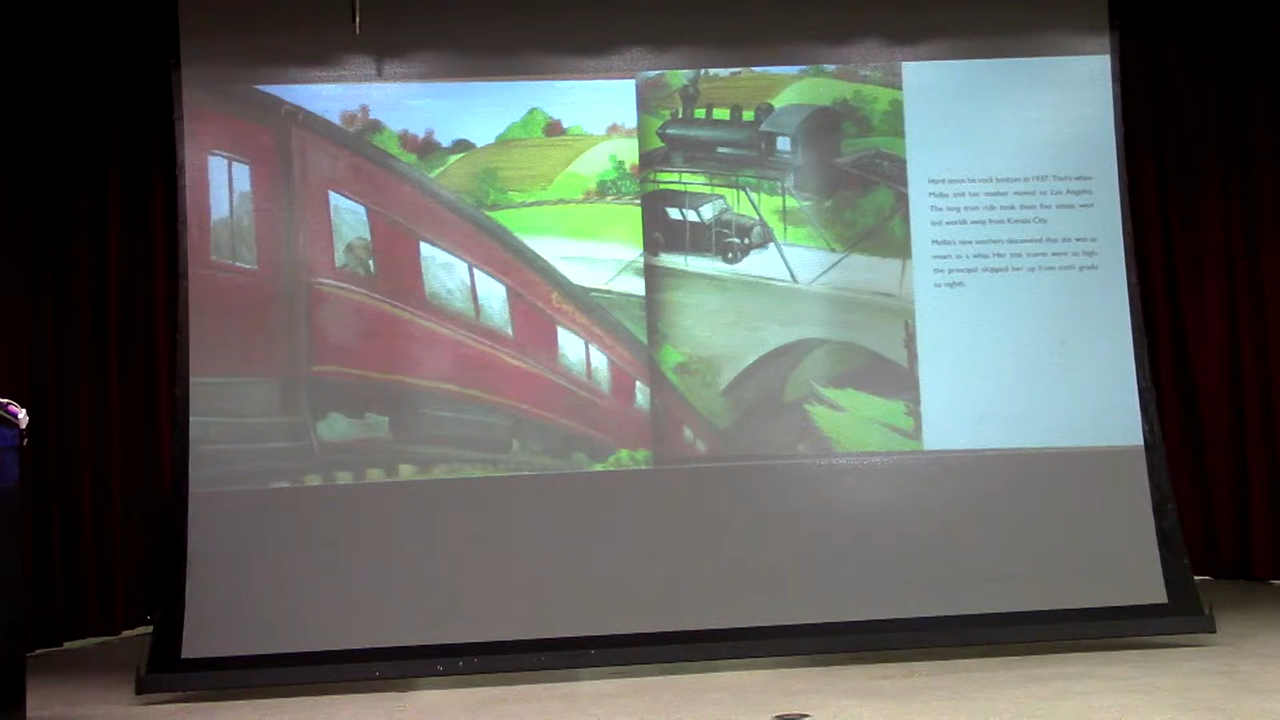 Hard times hit rock bottom in 1937. That's when
Melba and her mother moved to Los Angeles.
The long train ride took them five states west
and worlds away from Kansas City.
Melba's new teachers discovered that she was as
smart as a whip. Her test scores were so high
the principal skipped her up from sixth grade
to eighth.